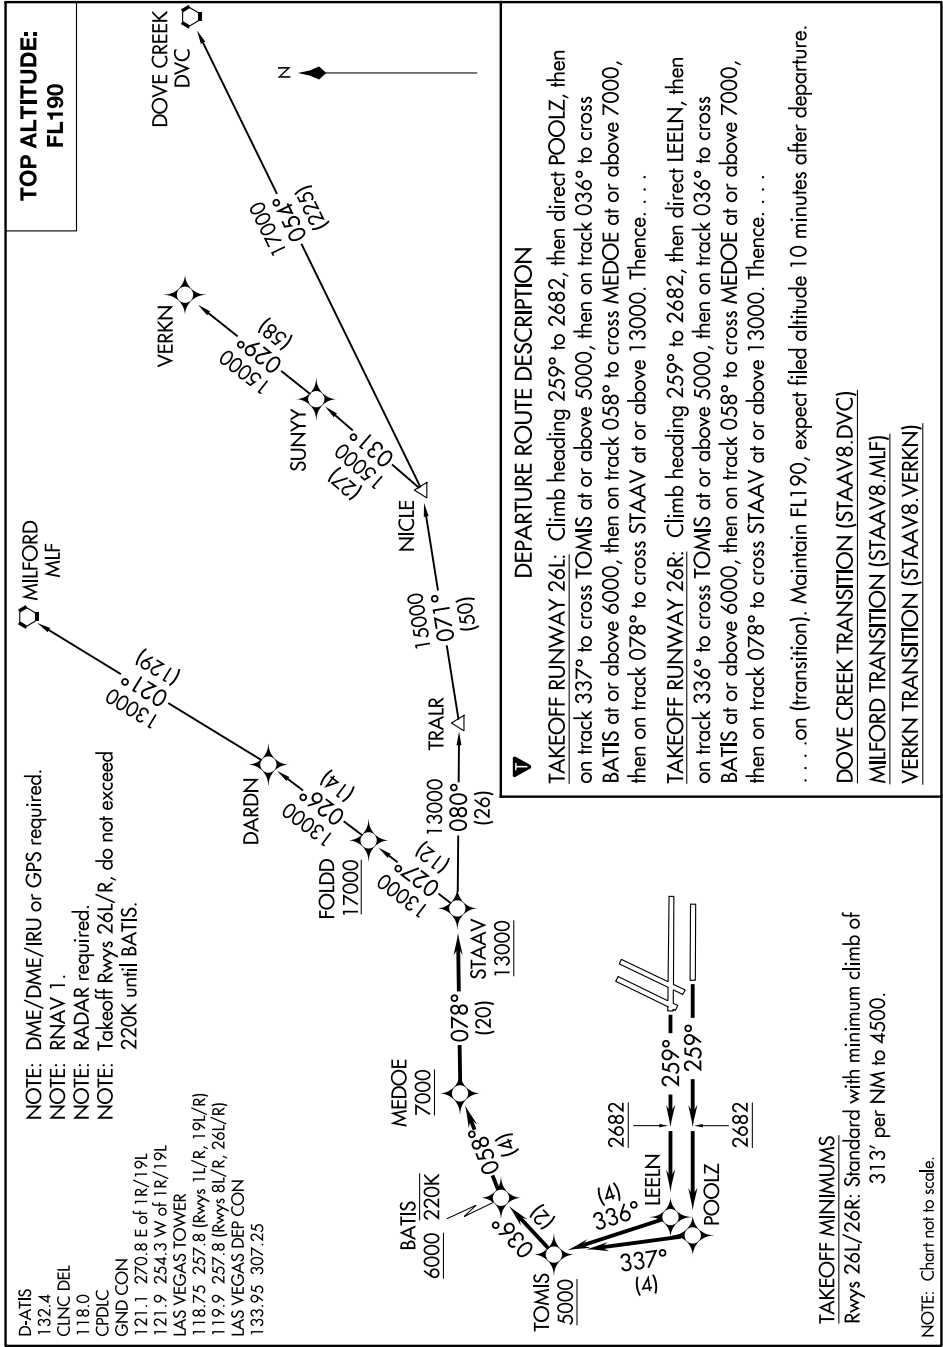 TOP ALTITUDE:
FL190
D-ATIS
132.4
CLNC DEL
118.0
CPDLC
GND CON
121.1 270.8 E of 1R/19L
121.9 254.3 W of 1R/19L
LAS VEGAS TOWER
118.75 257.8 (Rwys 1L/R, 19L/R)
119.9 257.8 (Rwys 8L/R, 26L/R)
LAS VEGAS DEP CON
133.95 307.25
NOTE: DME/DME/IRU or GPS required.
NOTE: RNAV 1.
NOTE: RADAR required.
NOTE: Takeoff Rwys 26L/R, do not exceed
220K until BATIS.
MILFORD
MLF
13000
021°
(129)
DARDN
13000
026°
(14)
FOLDD
17000
13000
027°
(12)
STAAV
13000
13000
080°
(26)
TRALR
15000
071°
(50)
NICLE
15000
031°
(27)
SUNYY
15000
029°
(58)
VERKN
17000
054°
(225)
DOVE CREEK
DVC
N
078°
(20)
MEDOE
7000
058°
(4)
BATIS
6000 220K
036°
(2)
TOMIS
5000
336°
(4)
337°
(4)
LEELN
POOLZ
2682
2682
259°
259°
TAKEOFF MINIMUMS
Rwys 26L/26R: Standard with minimum climb of
313' per NM to 4500.
NOTE: Chart not to scale.
T
DEPARTURE ROUTE DESCRIPTION
TAKEOFF RUNWAY 26L: Climb heading 259° to 2682, then direct POOLZ, then
on track 337° to cross TOMIS at or above 5000, then on track 036° to cross
BATIS at or above 6000, then on track 058° to cross MEDOE at or above 7000,
then on track 078° to cross STAAV at or above 13000. Thence. . . .
TAKEOFF RUNWAY 26R: Climb heading 259° to 2682, then direct LEELN, then
on track 336° to cross TOMIS at or above 5000, then on track 036° to cross
BATIS at or above 6000, then on track 058° to cross MEDOE at or above 7000,
then on track 078° to cross STAAV at or above 13000. Thence. . . .
. . . .on (transition). Maintain FL190, expect filed altitude 10 minutes after departure.
DOVE CREEK TRANSITION (STAAV8.DVC)
MILFORD TRANSITION (STAAV8.MLF)
VERKN TRANSITION (STAAV8.VERKN)